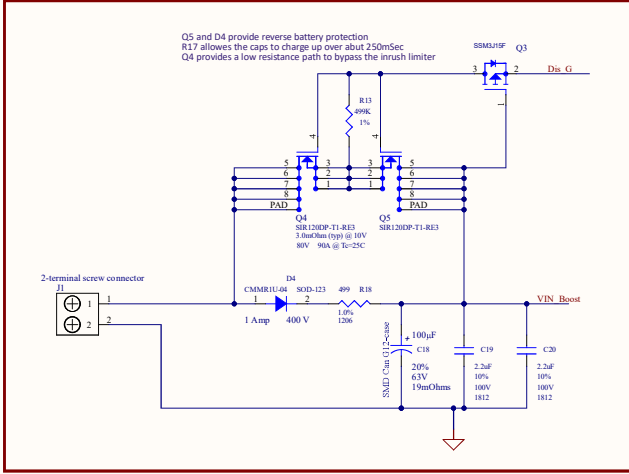 Q5 and D4 provide reverse battery protection
R17 allowes the caps to charge up over abut 250mSec
Q4 provides a low resistance path to bypass the inrush limiter
SSM3J15F
Q3
3
2
Dis_G
1
R13
499K
1%
4
4
5
6
7
8
PAD
3
2
1
3
2
1
5
6
7
8
PAD
Q4
SIR120DP-T1-RE3
3.0mOhm (typ) @ 10V
80V 90A @ Tc=25C
Q5
SIR120DP-T1-RE3
2-terminal screw connector
J1
1
1
2
2
D4
CMMR1U-04 SOD-123
1
2
1 Amp 400 V
499 R18
1.0%
1206
VIN_Boost
SMD Can G12-case
+
100µF
C18
20%
63V
19mOhms
C19
2.2uF
10%
100V
1812
C20
2.2uF
10%
100V
1812